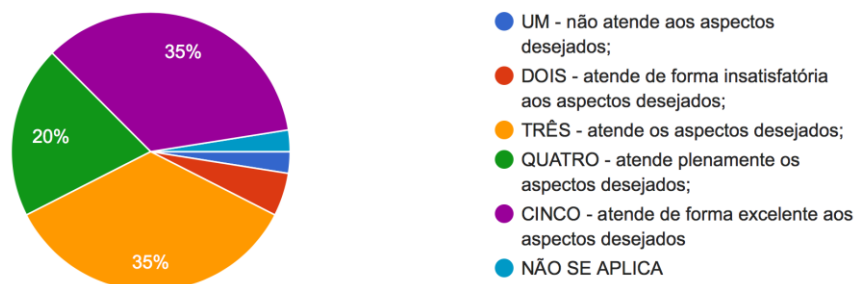 35%
20%
35%
UM - não atende aos aspectos
desejados;
DOIS - atende de forma insatisfatória
aos aspectos desejados;
TRÊS - atende os aspectos desejados;
QUATRO - atende plenamente os
aspectos desejados;
CINCO - atende de forma excelente aos
aspectos desejados
NÃO SE APLICA